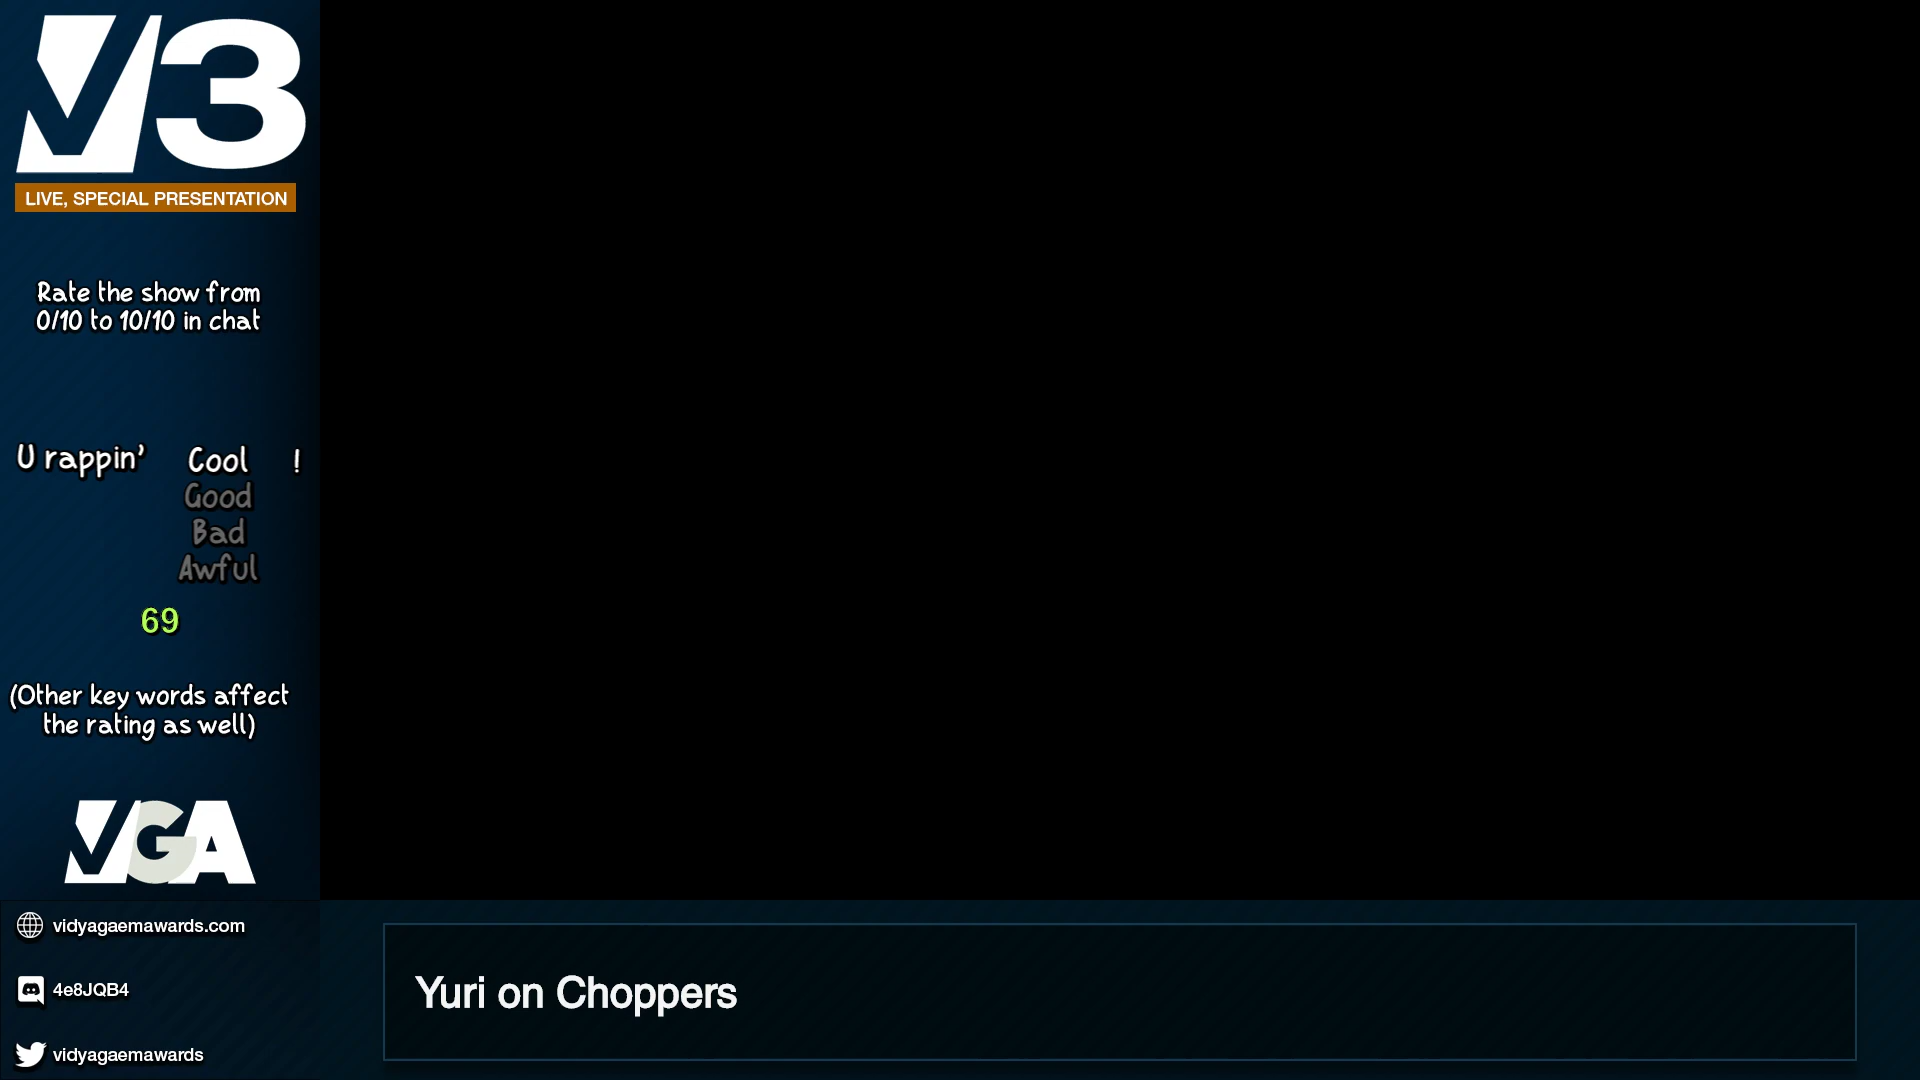 V3
LIVE, SPECIAL PRESENTATION
Rate the show from
0/10 to 10/10 in chat
U rappin' Cool !
Good
Bad
Awful
69
(Other key words affect
the rating as well)
VGA
vidyagaemawards.com
4e8JQB4
vidyagaemawards
Yuri on Choppers